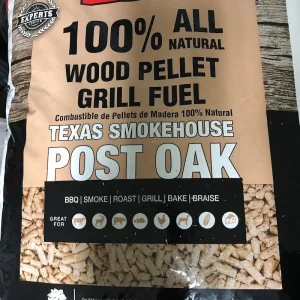 EXPERTS
100% ALL
NATURAL
WOOD PELLET
GRILL FUEL
Combustible de Pellets de Madera 100% Natural
TEXAS SMOKEHOUSE
POST OAK
BBQ | SMOKE | ROAST | GRILL | BAKE | BRAISE
GREAT
FOR